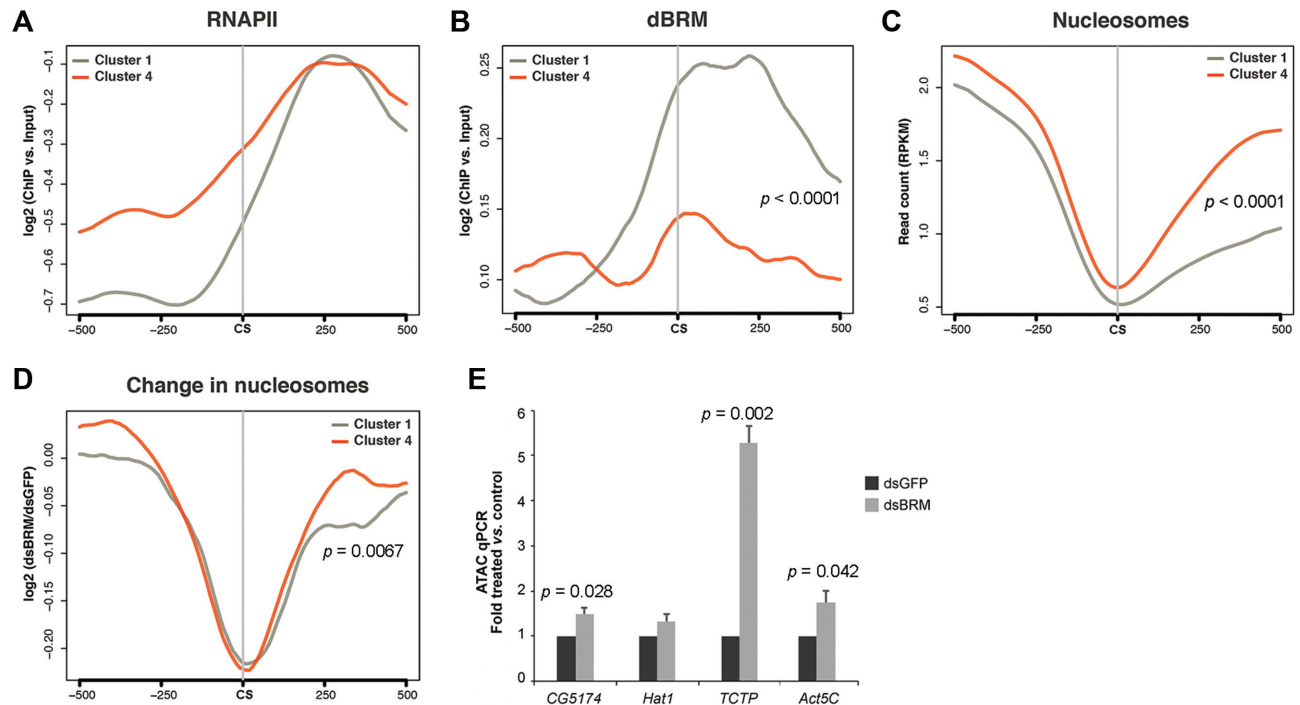 A
RNAPII
Cluster 1
Cluster 4
log2 (ChIP vs. Input)
-0.1
-0.2
-0.3
-0.4
-0.5
-0.6
-0.7
-500
-250
CS
250
500
B
dBRM
Cluster 1
Cluster 4
log2 (ChIP vs. Input)
0.25
0.20
0.15
0.10
p < 0.0001
-500
-250
CS
250
500
C
Nucleosomes
Cluster 1
Cluster 4
Read count (RPKM)
2.0
1.5
1.0
0.5
p < 0.0001
-500
-250
CS
250
500
D
Change in nucleosomes
Cluster 1
Cluster 4
log2 (dsBRM/dsGFP)
0.00
-0.05
-0.10
-0.15
-0.20
p = 0.0067
-500
-250
CS
250
500
E
ATAC qPCR
Fold treated vs. control
6
5
4
3
2
1
0
p = 0.028
p = 0.002
p = 0.042
dsGFP
dsBRM
CG5174
Hat1
TCTP
Act5C